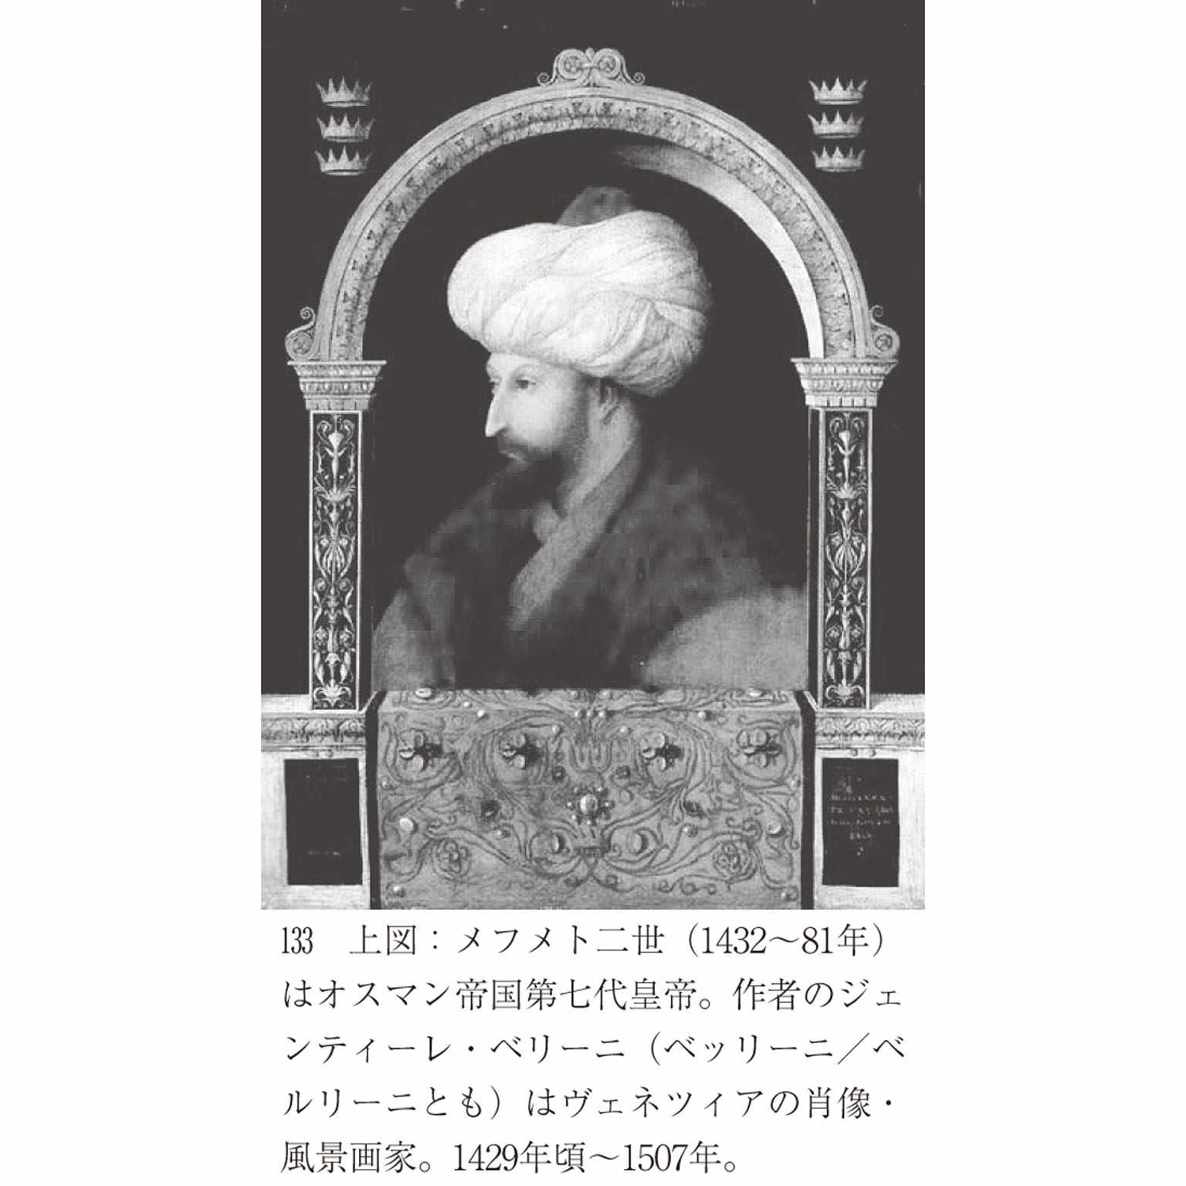 133　上図：メフメト二世（1432〜81年）
はオスマン帝国第七代皇帝。作者のジェ
ンティーレ・ベリーニ（ベッリーニ／ベ
ルリーニとも）はヴェネツィアの肖像・
風景画家。1429年頃〜1507年。